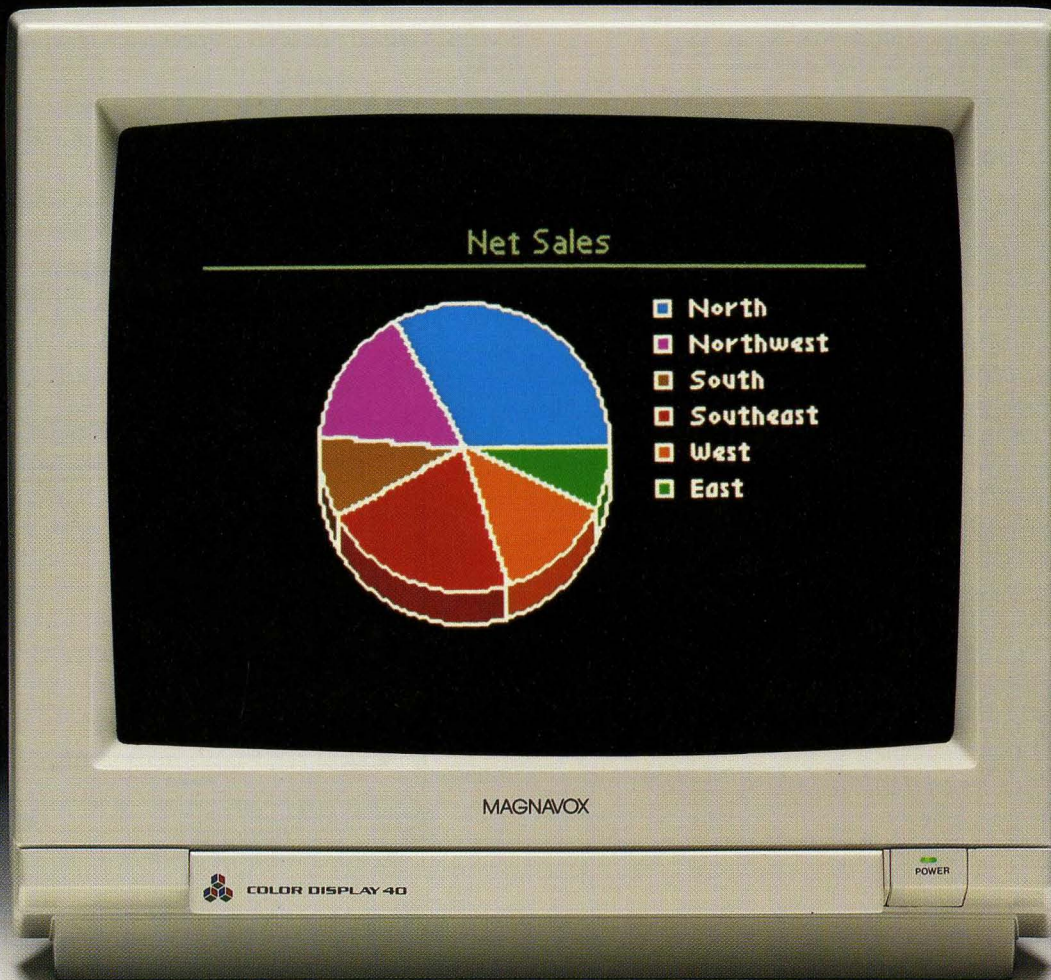 Net Sales
North
Northwest
South
Southeast
West
East
MAGNAVOX
COLOR DISPLAY 40
POWER